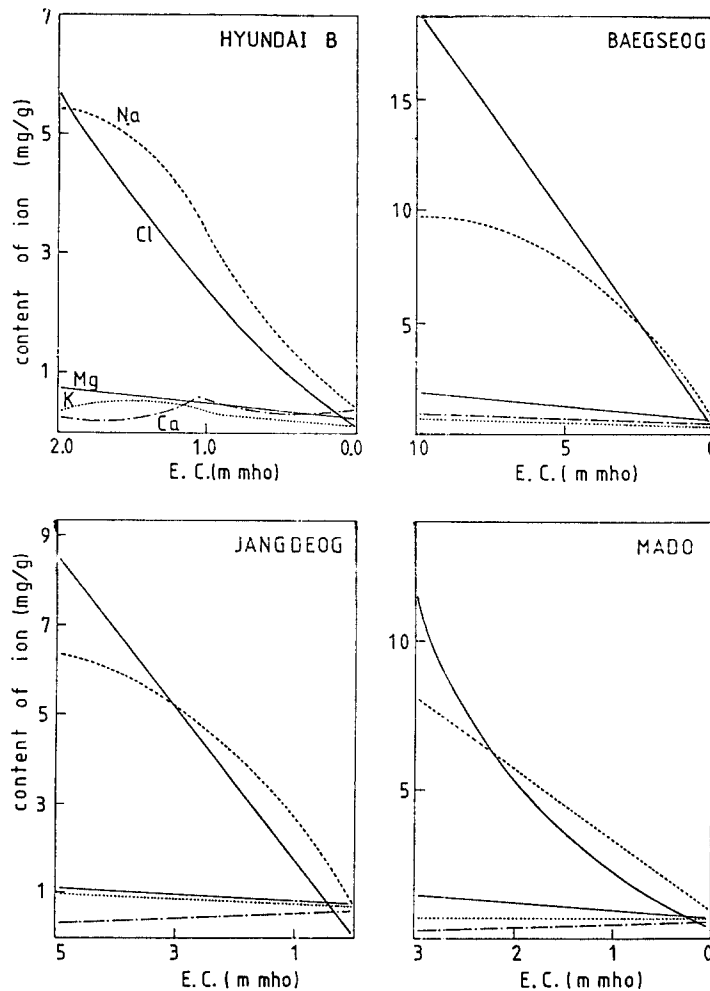 HYUNDAI B
7
5
3
1
content of ion (mg/g)
Na
Cl
Mg
K
Ca
2.0 1.0 0.0
E. C.(m mho)
BAEGSEOG
15
10
5
10 5 0
E. C.( m mho)
JANGDEOG
9
7
5
3
1
content of ion (mg/g)
5 3 1
E. C.( m mho)
MADO
10
5
3 2 1 0
E. C.( m mho)